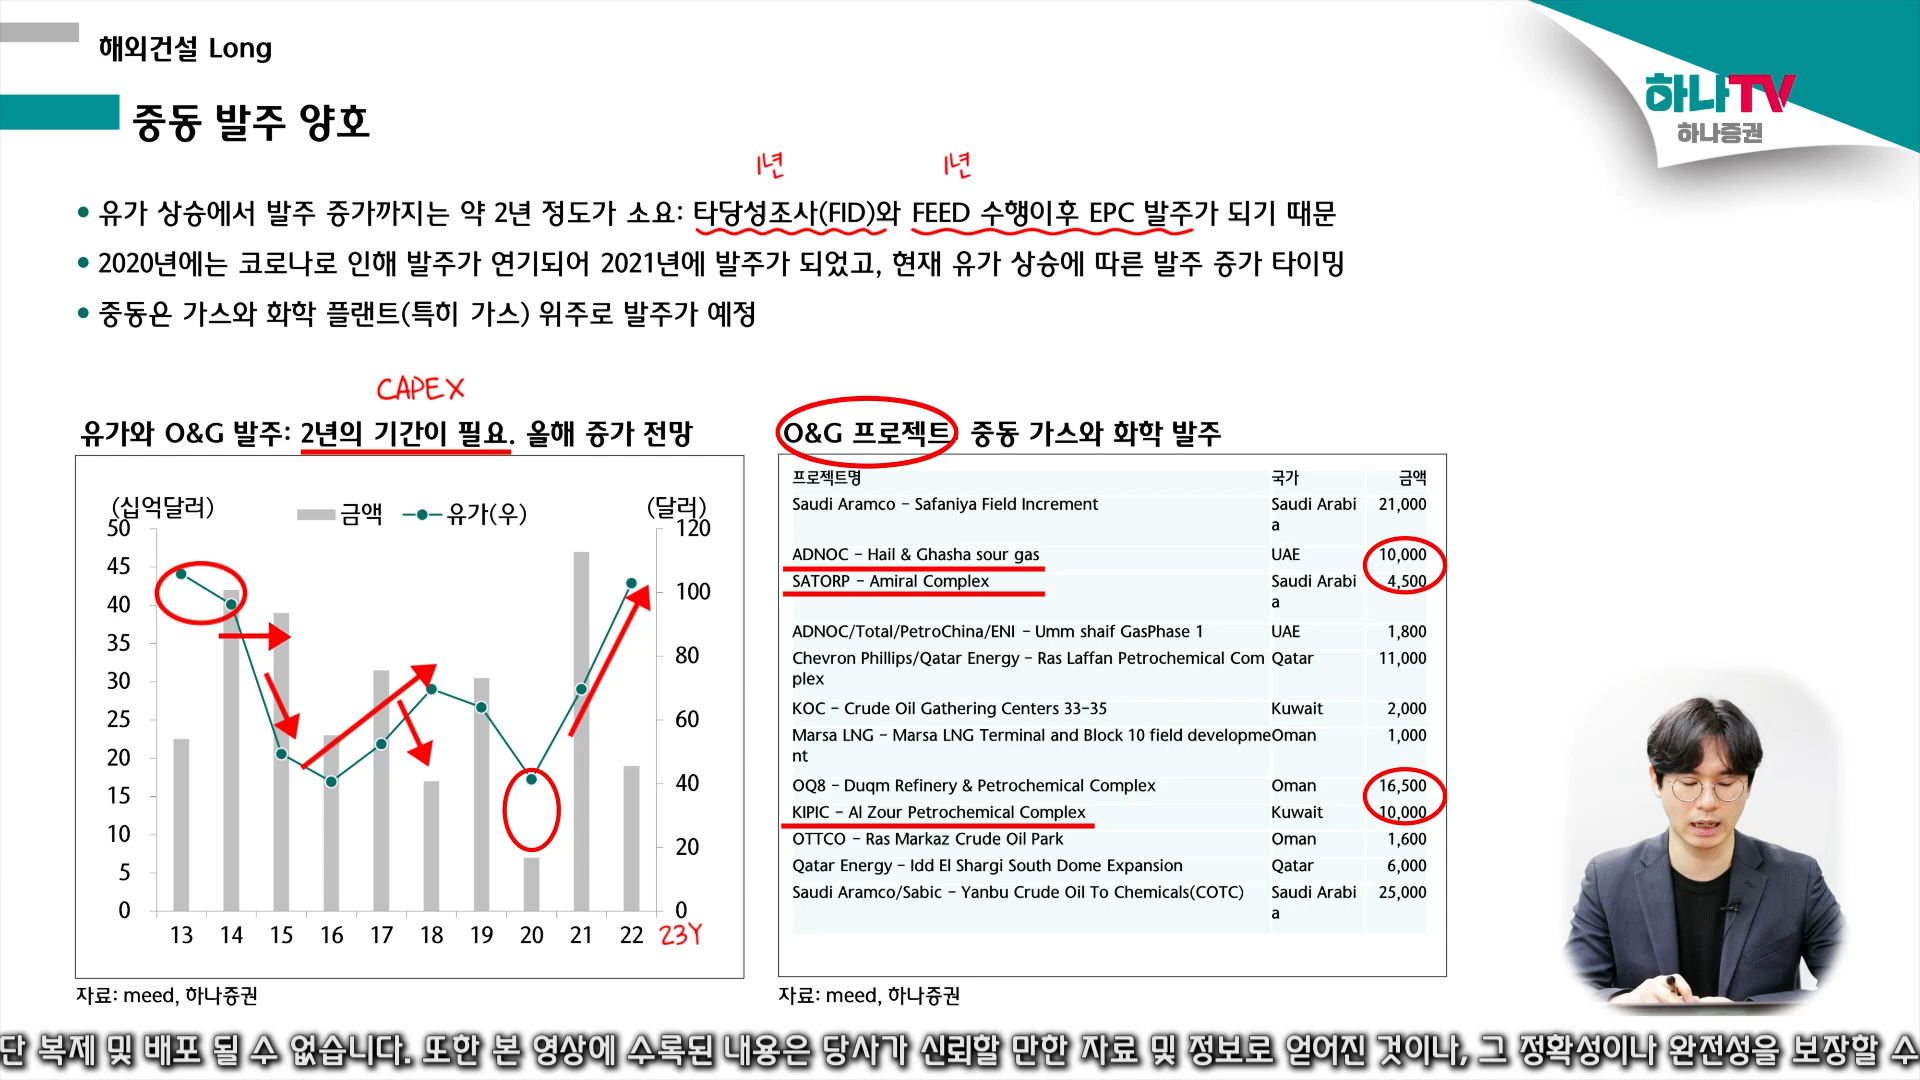 해외건설 Long
하나TV
하나증권
중동 발주 양호
1년 1년
유가 상승에서 발주 증가까지는 약 2년 정도가 소요: 타당성조사(FID)와 FEED 수행이후 EPC 발주가 되기 때문
2020년에는 코로나로 인해 발주가 연기되어 2021년에 발주가 되었고, 현재 유가 상승에 따른 발주 증가 타이밍
중동은 가스와 화학 플랜트(특히 가스) 위주로 발주가 예정
CAPEX
유가와 O&G 발주: 2년의 기간이 필요. 올해 증가 전망
(십억달러) 금액 유가(우) (달러)
50 120
45
40 100
35
30 80
25 60
20
15 40
10
5 20
0 0
13 14 15 16 17 18 19 20 21 22 23Y
자료: meed, 하나증권
O&G 프로젝트 중동 가스와 화학 발주
프로젝트명 국가 금액
Saudi Aramco - Safaniya Field Increment Saudi Arabi 21,000
a
ADNOC - Hail & Ghasha sour gas UAE 10,000
SATORP - Amiral Complex Saudi Arabi 4,500
a
ADNOC/Total/PetroChina/ENI - Umm shaif GasPhase 1 UAE 1,800
Chevron Phillips/Qatar Energy - Ras Laffan Petrochemical Com Qatar 11,000
plex
KOC - Crude Oil Gathering Centers 33-35 Kuwait 2,000
Marsa LNG - Marsa LNG Terminal and Block 10 field developme Oman 1,000
nt
OQ8 - Duqm Refinery & Petrochemical Complex Oman 16,500
KIPIC - Al Zour Petrochemical Complex Kuwait 10,000
OTTCO - Ras Markaz Crude Oil Park Oman 1,600
Qatar Energy - Idd El Shargi South Dome Expansion Qatar 6,000
Saudi Aramco/Sabic - Yanbu Crude Oil To Chemicals(COTC) Saudi Arabi 25,000
a
자료: meed, 하나증권
단 복제 및 배포 될 수 없습니다. 또한 본 영상에 수록된 내용은 당사가 신뢰할 만한 자료 및 정보로 얻어진 것이나, 그 정확성이나 완전성을 보장할 수